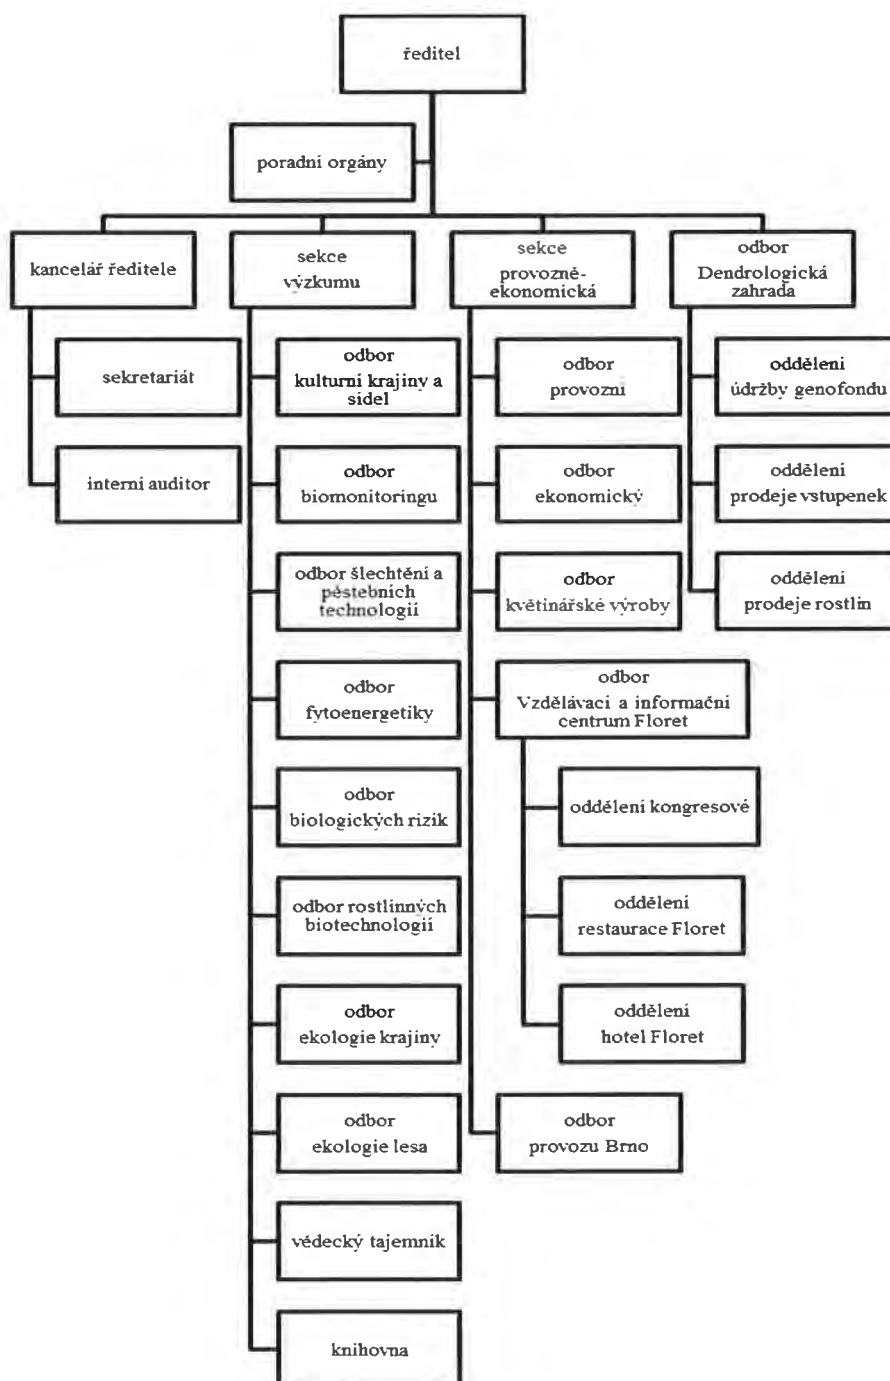 ředitel
poradní orgány
kancelář ředitele
sekretariát
interní auditor
sekce
výzkumu
odbor
kulturní krajiny a
sídel
odbor
biomonitoringu
odbor šlechtění a
pěstebních
technologií
odbor
fytoenergetiky
odbor
biologických rizik
odbor rostlinných
biotechnologií
odbor
ekologie krajiny
odbor
ekologie lesa
vědecký tajemník
knihovna
sekce
provozně-
ekonomická
odbor
provozní
odbor
ekonomický
odbor
květinářské výroby
odbor
Vzdělávací a informační
centrum Floret
oddělení kongresové
oddělení
restaurace Floret
oddělení
hotel Floret
odbor
provozu Brno
odbor
Dendrologická
zahrada
oddělení
údržby genofondu
oddělení
prodeje vstupenek
oddělení
prodeje rostlin